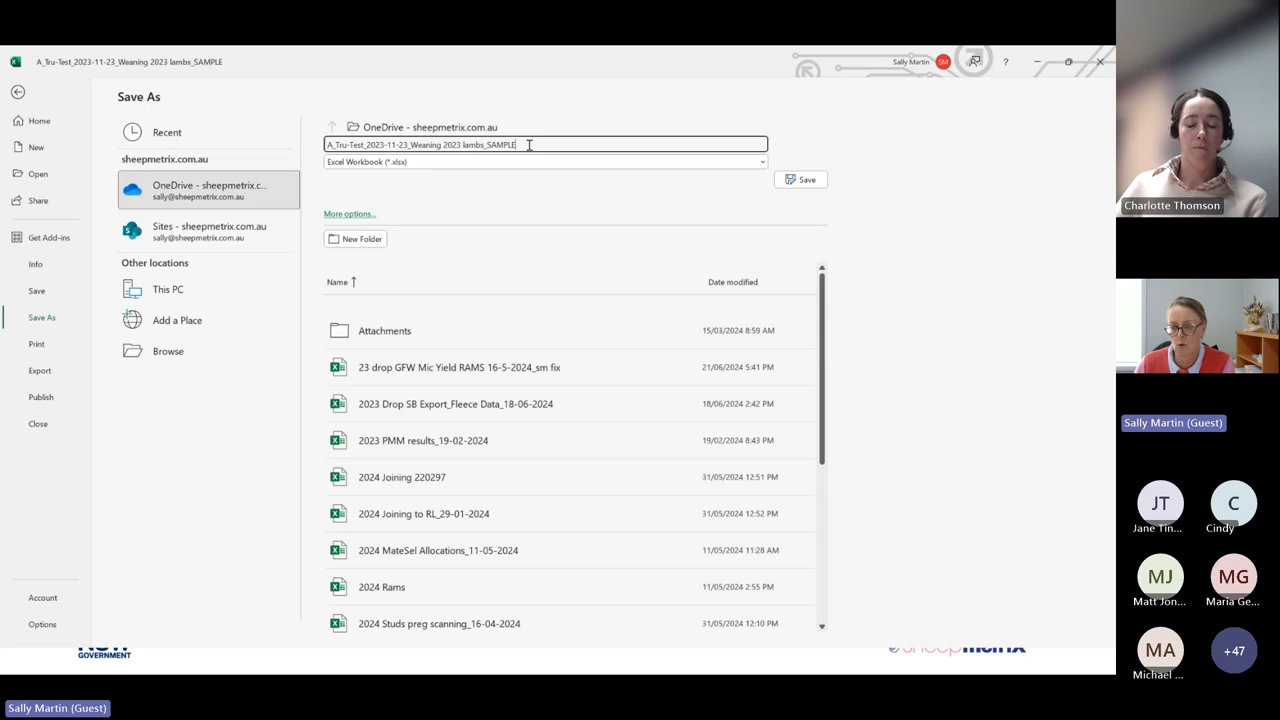 A_Tru-Test_2023-11-23_Weaning 2023 lambs_SAMPLE
Sally Martin SM ?
Save As
Home
New
Open
Share
Get Add-ins
Info
Save
Save As
Print
Export
Publish
Close
Account
Options
Recent
sheepmetrix.com.au
OneDrive - sheepmetrix.c...
sally@sheepmetrix.com.au
Sites - sheepmetrix.com.au
sally@sheepmetrix.com.au
Other locations
This PC
Add a Place
Browse
OneDrive - sheepmetrix.com.au
A_Tru-Test_2023-11-23_Weaning 2023 lambs_SAMPLE
Excel Workbook (*.xlsx)
Save
More options...
New Folder
Name Date modified
Attachments 15/03/2024 8:59 AM
23 drop GFW Mic Yield RAMS 16-5-2024_sm fix 21/06/2024 5:41 PM
2023 Drop SB Export_Fleece Data_18-06-2024 18/06/2024 2:42 PM
2023 PMM results_19-02-2024 19/02/2024 8:43 PM
2024 Joining 220297 31/05/2024 12:51 PM
2024 Joining to RL_29-01-2024 31/05/2024 12:52 PM
2024 MateSel Allocations_11-05-2024 11/05/2024 11:28 AM
2024 Rams 11/05/2024 2:55 PM
2024 Studs preg scanning_16-04-2024 31/05/2024 12:10 PM
NSW
GOVERNMENT
sheepmetrix
Charlotte Thomson
Sally Martin (Guest)
JT C
Jane Tin... Cindy
MJ MG
Matt Jon... Maria Ge...
MA +47
Michael ...
Sally Martin (Guest)